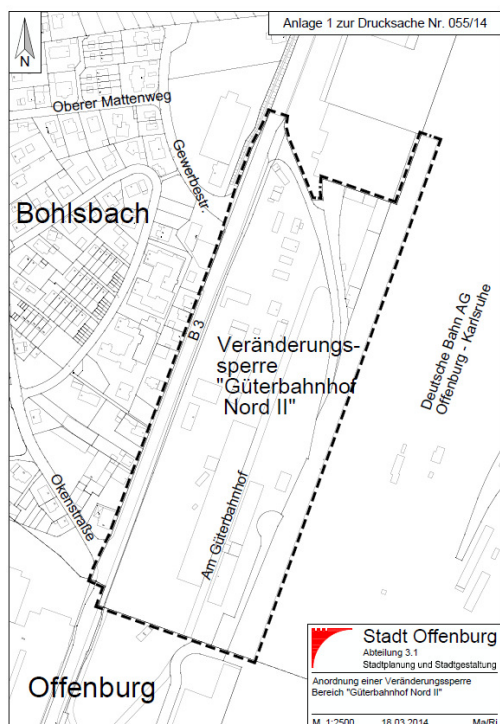 Anlage 1 zur Drucksache Nr. 055/14
N
Oberer Mattenweg
Gewerbestr.
Bohlsbach
B 3
Veränderungs-
sperre
"Güterbahnhof
Nord II"
Deutsche Bahn AG
Offenburg - Karlsruhe
Okenstraße
Am Güterbahnhof
Offenburg
Stadt Offenburg
Abteilung 3.1
Stadtplanung und Stadtgestaltung
Anordnung einer Veränderungssperre
Bereich "Güterbahnhof Nord II"
M. 1:2500 18.03.2014 Ma/Ri